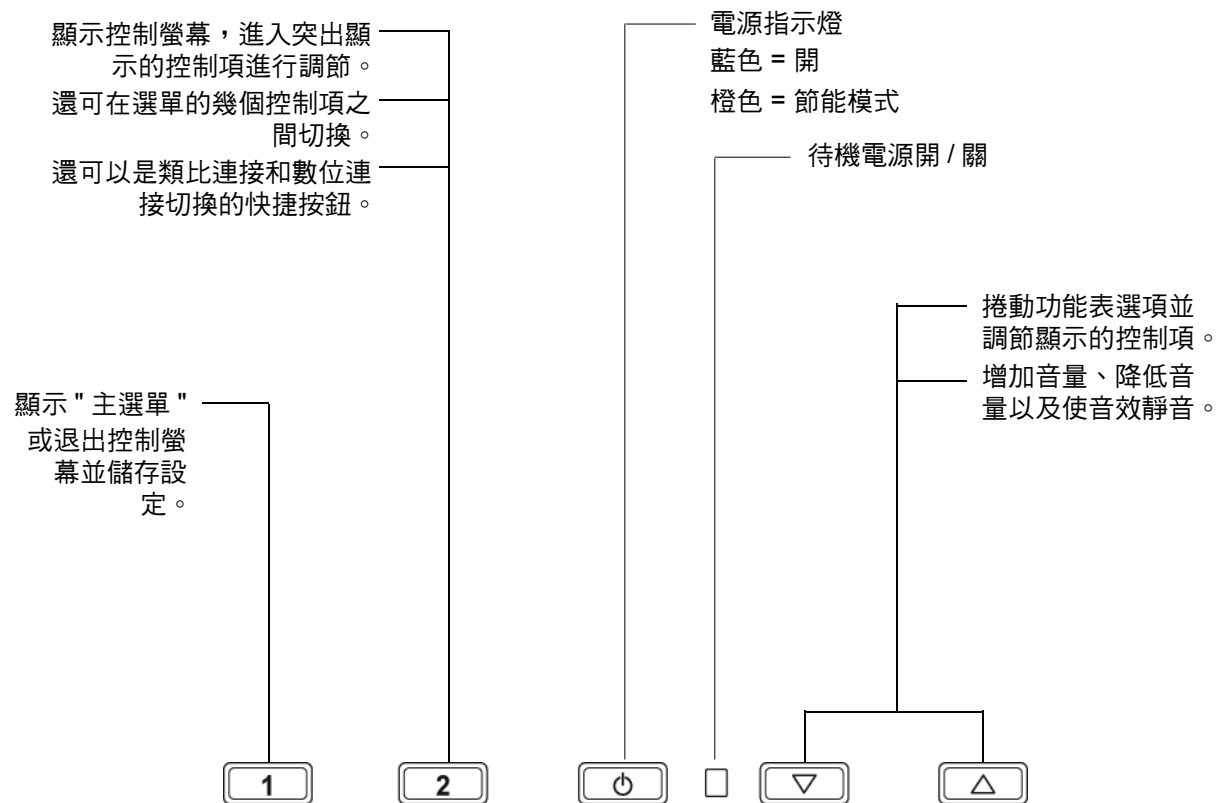 顯示控制螢幕，進入突出顯
示的控制項進行調節。
還可在選單的幾個控制項之
間切換。
還可以是類比連接和數位連
接切換的快捷按鈕。
電源指示燈
藍色 = 開
橙色 = 節能模式
待機電源開 / 關
捲動功能表選項並
調節顯示的控制項。
增加音量、降低音
量以及使音效靜音。
顯示 " 主選單 "
或退出控制螢
幕並儲存設
定。
1
2